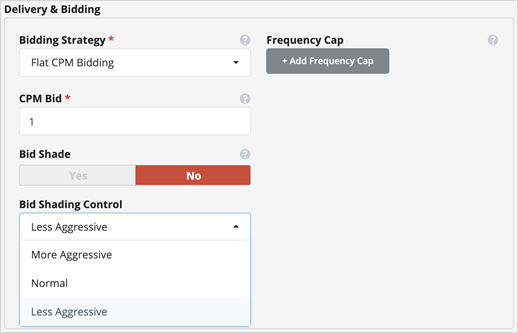 Delivery & Bidding
Bidding Strategy *
Flat CPM Bidding
CPM Bid *
1
Bid Shade
Yes
No
Bid Shading Control
Less Aggressive
More Aggressive
Normal
Less Aggressive
Frequency Cap
+ Add Frequency Cap